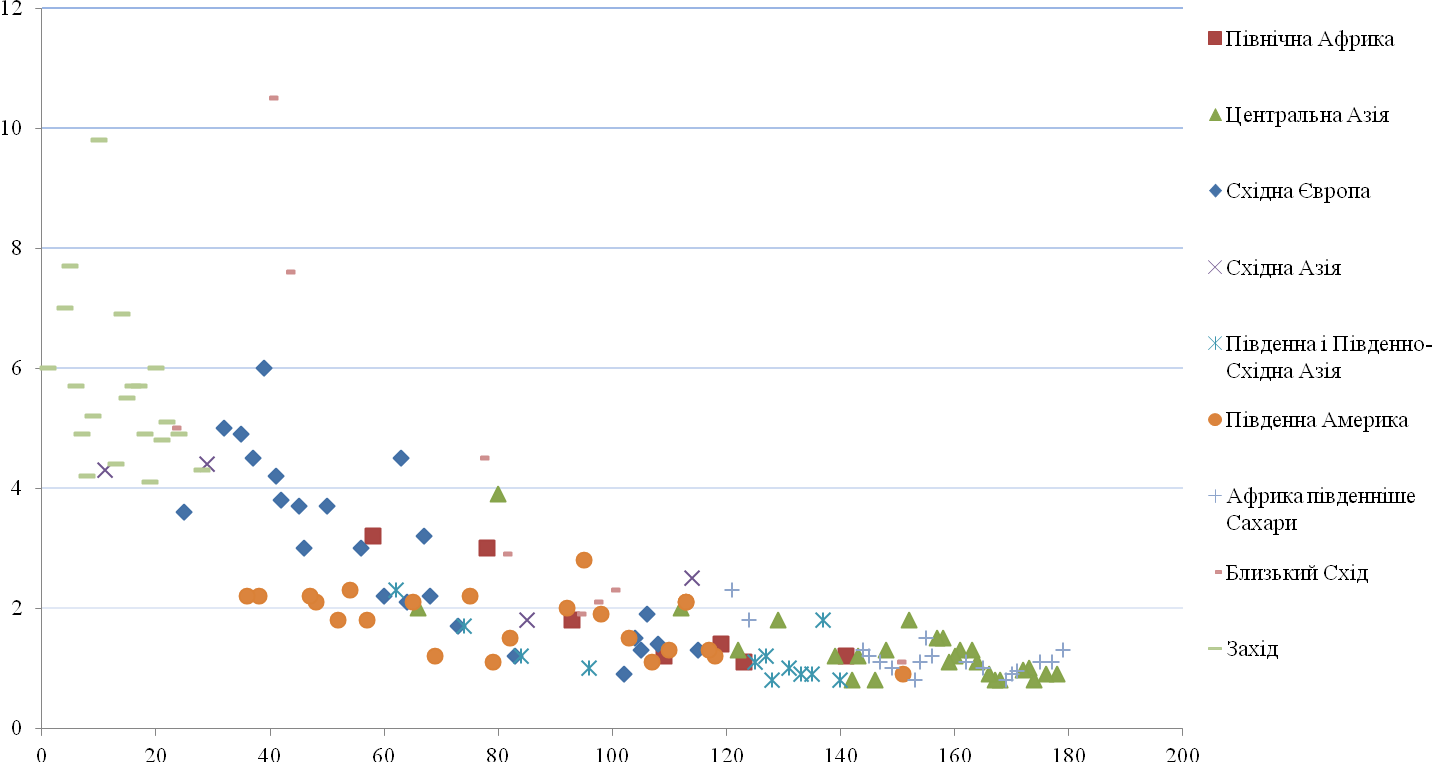 12
10
8
6
4
2
0
0 20 40 60 80 100 120 140 160 180 200
Північна Африка
Центральна Азія
Східна Європа
Східна Азія
Південна і Південно-
Східна Азія
Південна Америка
Африка південніше
Сахари
Близький Схід
Захід